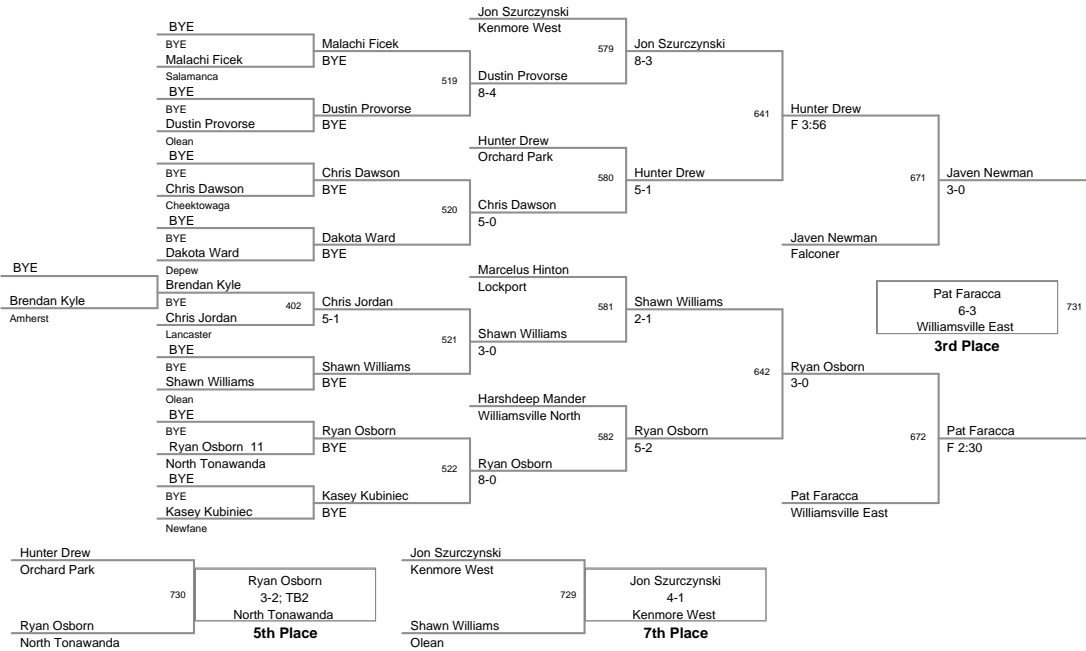 BYE
Brendan Kyle
Amherst
BYE
BYE
Malachi Ficek
Salamanca
BYE
BYE
Dustin Provorse
Olean
BYE
BYE
Chris Dawson
Cheektowaga
BYE
BYE
Dakota Ward
Depew
Brendan Kyle
BYE
402
Chris Jordan
Lancaster
BYE
BYE
Shawn Williams
Olean
BYE
BYE
Ryan Osborn 11
North Tonawanda
BYE
BYE
Kasey Kubiniec
Newfane
Malachi Ficek
BYE
519
Dustin Provorse
BYE
Chris Dawson
BYE
520
Dakota Ward
BYE
Chris Jordan
5-1
521
Shawn Williams
BYE
Ryan Osborn
BYE
522
Kasey Kubiniec
BYE
Jon Szurczynski
Kenmore West
579
Dustin Provorse
8-4
Hunter Drew
Orchard Park
580
Chris Dawson
5-0
Marcelus Hinton
Lockport
581
Shawn Williams
3-0
Harshdeep Mander
Williamsville North
582
Ryan Osborn
8-0
Jon Szurczynski
8-3
641
Hunter Drew
5-1
Shawn Williams
2-1
642
Ryan Osborn
5-2
Hunter Drew
F 3:56
671
Javen Newman
Falconer
Ryan Osborn
3-0
672
Pat Faracca
Williamsville East
Javen Newman
3-0
Pat Faracca
F 2:30
Pat Faracca
6-3
Williamsville East
731
3rd Place
Hunter Drew
Orchard Park
730
Ryan Osborn
North Tonawanda
Ryan Osborn
3-2; TB2
North Tonawanda
5th Place
Jon Szurczynski
Kenmore West
729
Shawn Williams
Olean
Jon Szurczynski
4-1
Kenmore West
7th Place